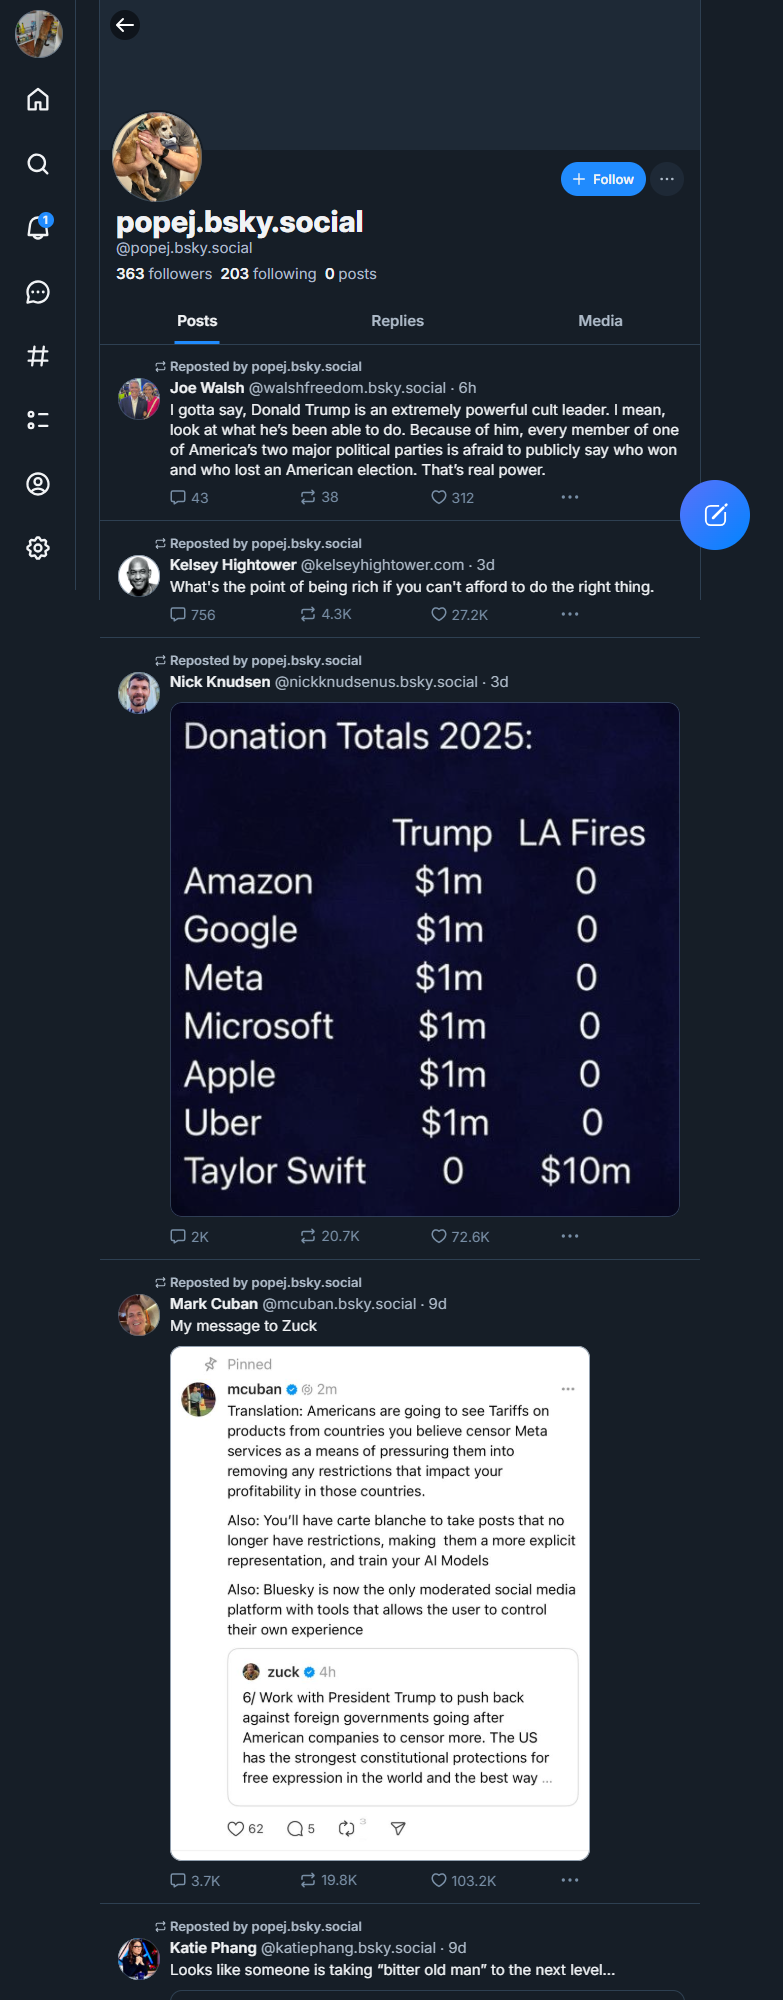 + Follow
popej.bsky.social
@popej.bsky.social
363 followers 203 following 0 posts
Posts Replies Media
Reposted by popej.bsky.social
Joe Walsh @walshfreedom.bsky.social · 6h
I gotta say, Donald Trump is an extremely powerful cult leader. I mean,
look at what he’s been able to do. Because of him, every member of one
of America’s two major political parties is afraid to publicly say who won
and who lost an American election. That’s real power.
43 38 312
Reposted by popej.bsky.social
Kelsey Hightower @kelseyhightower.com · 3d
What's the point of being rich if you can't afford to do the right thing.
756 4.3K 27.2K
Reposted by popej.bsky.social
Nick Knudsen @nickknudsenus.bsky.social · 3d
Donation Totals 2025:
Trump LA Fires
Amazon $1m 0
Google $1m 0
Meta $1m 0
Microsoft $1m 0
Apple $1m 0
Uber $1m 0
Taylor Swift 0 $10m
2K 20.7K 72.6K
Reposted by popej.bsky.social
Mark Cuban @mcuban.bsky.social · 9d
My message to Zuck
Pinned
mcuban 2m
Translation: Americans are going to see Tariffs on
products from countries you believe censor Meta
services as a means of pressuring them into
removing any restrictions that impact your
profitability in those countries.
Also: You’ll have carte blanche to take posts that no
longer have restrictions, making them a more explicit
representation, and train your AI Models
Also: Bluesky is now the only moderated social media
platform with tools that allows the user to control
their own experience
zuck 4h
6/ Work with President Trump to push back
against foreign governments going after
American companies to censor more. The US
has the strongest constitutional protections for
free expression in the world and the best way ...
62 5 3
3.7K 19.8K 103.2K
Reposted by popej.bsky.social
Katie Phang @katiephang.bsky.social · 9d
Looks like someone is taking “bitter old man” to the next level...
1